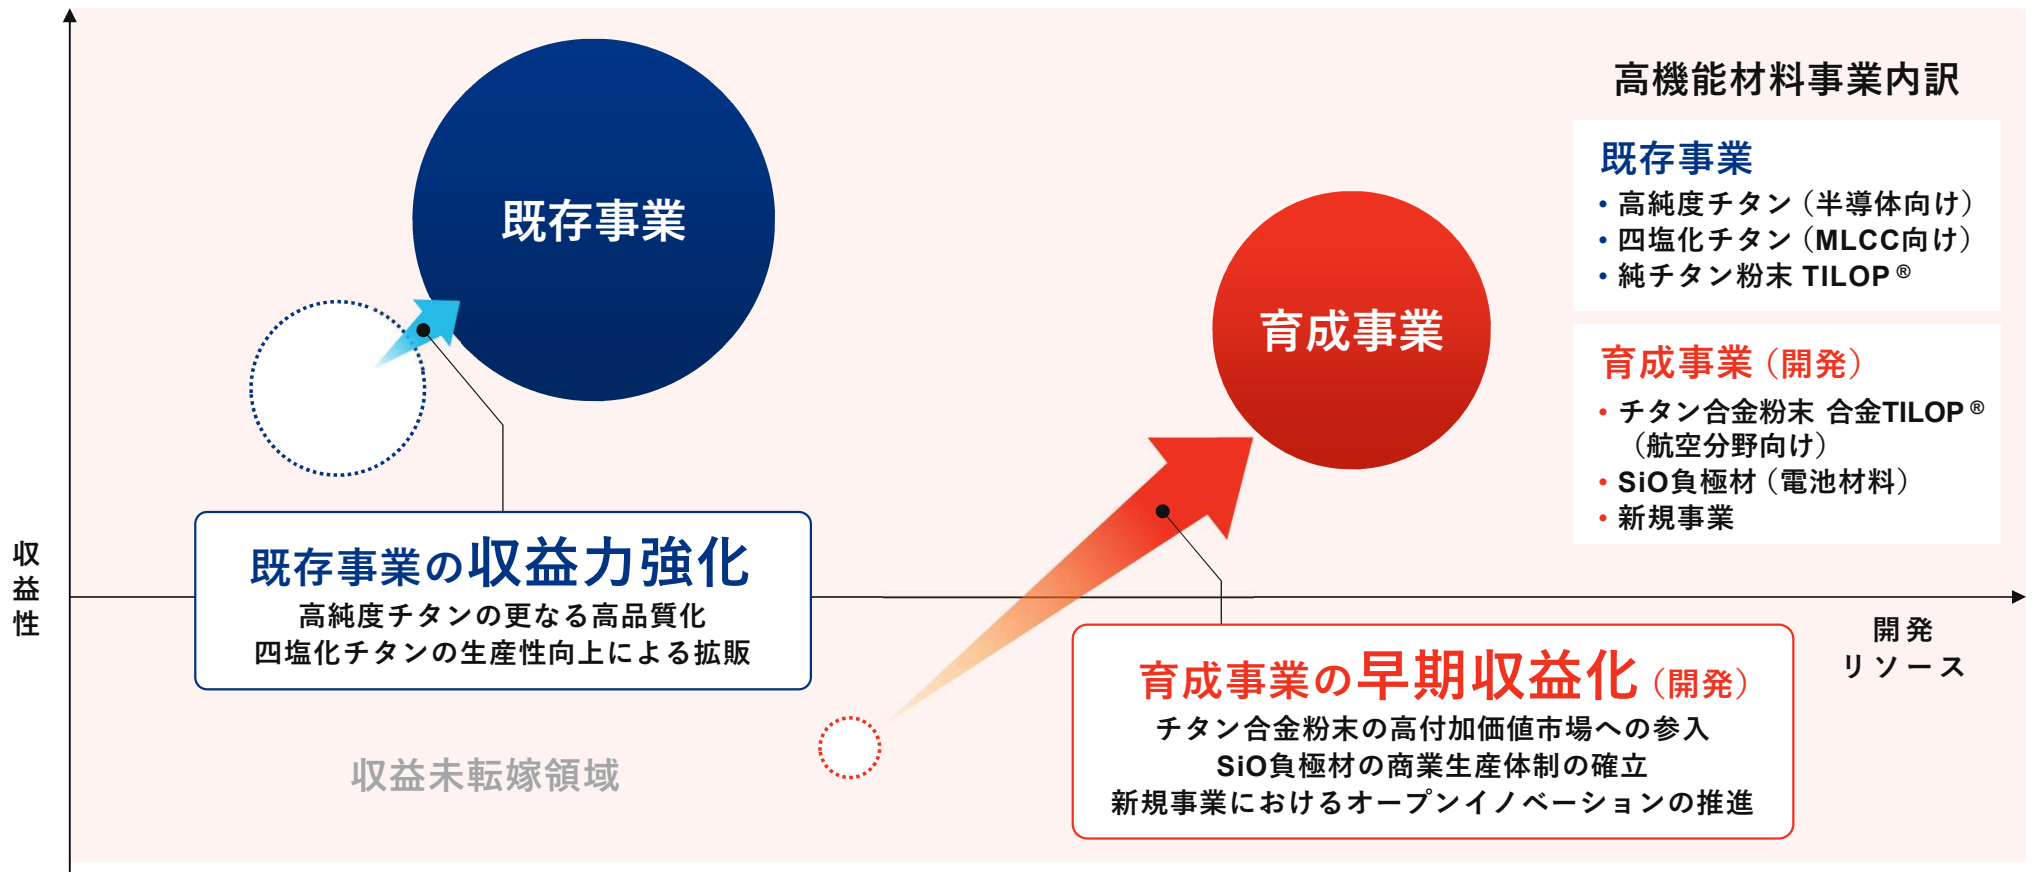 既存事業
育成事業
既存事業の収益力強化
高純度チタンの更なる高品質化
四塩化チタンの生産性向上による拡販
育成事業の早期収益化（開発）
チタン合金粉末の高付加価値市場への参入
SiO負極材の商業生産体制の確立
新規事業におけるオープンイノベーションの推進
収益未転嫁領域
収益性
開発
リソース
高機能材料事業内訳
既存事業
・高純度チタン（半導体向け）
・四塩化チタン（MLCC向け）
・純チタン粉末 TILOP®
育成事業（開発）
・チタン合金粉末 合金TILOP®
（航空分野向け）
・SiO負極材（電池材料）
・新規事業